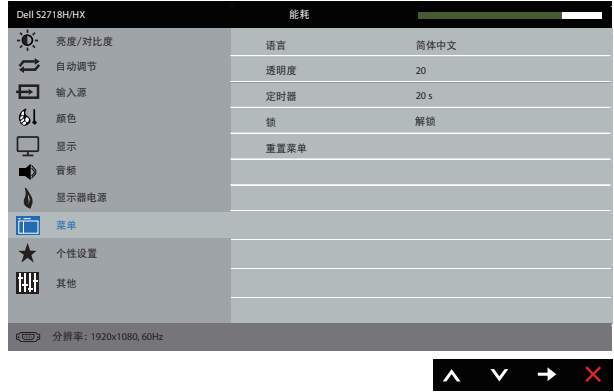 Dell S2718H/HX 能耗
亮度/对比度
自动调节
输入源
颜色
显示
音频
显示器电源
菜单
个性设置
其他
语言 简体中文
透明度 20
定时器 20 s
锁 解锁
重置菜单
分辨率: 1920x1080, 60Hz